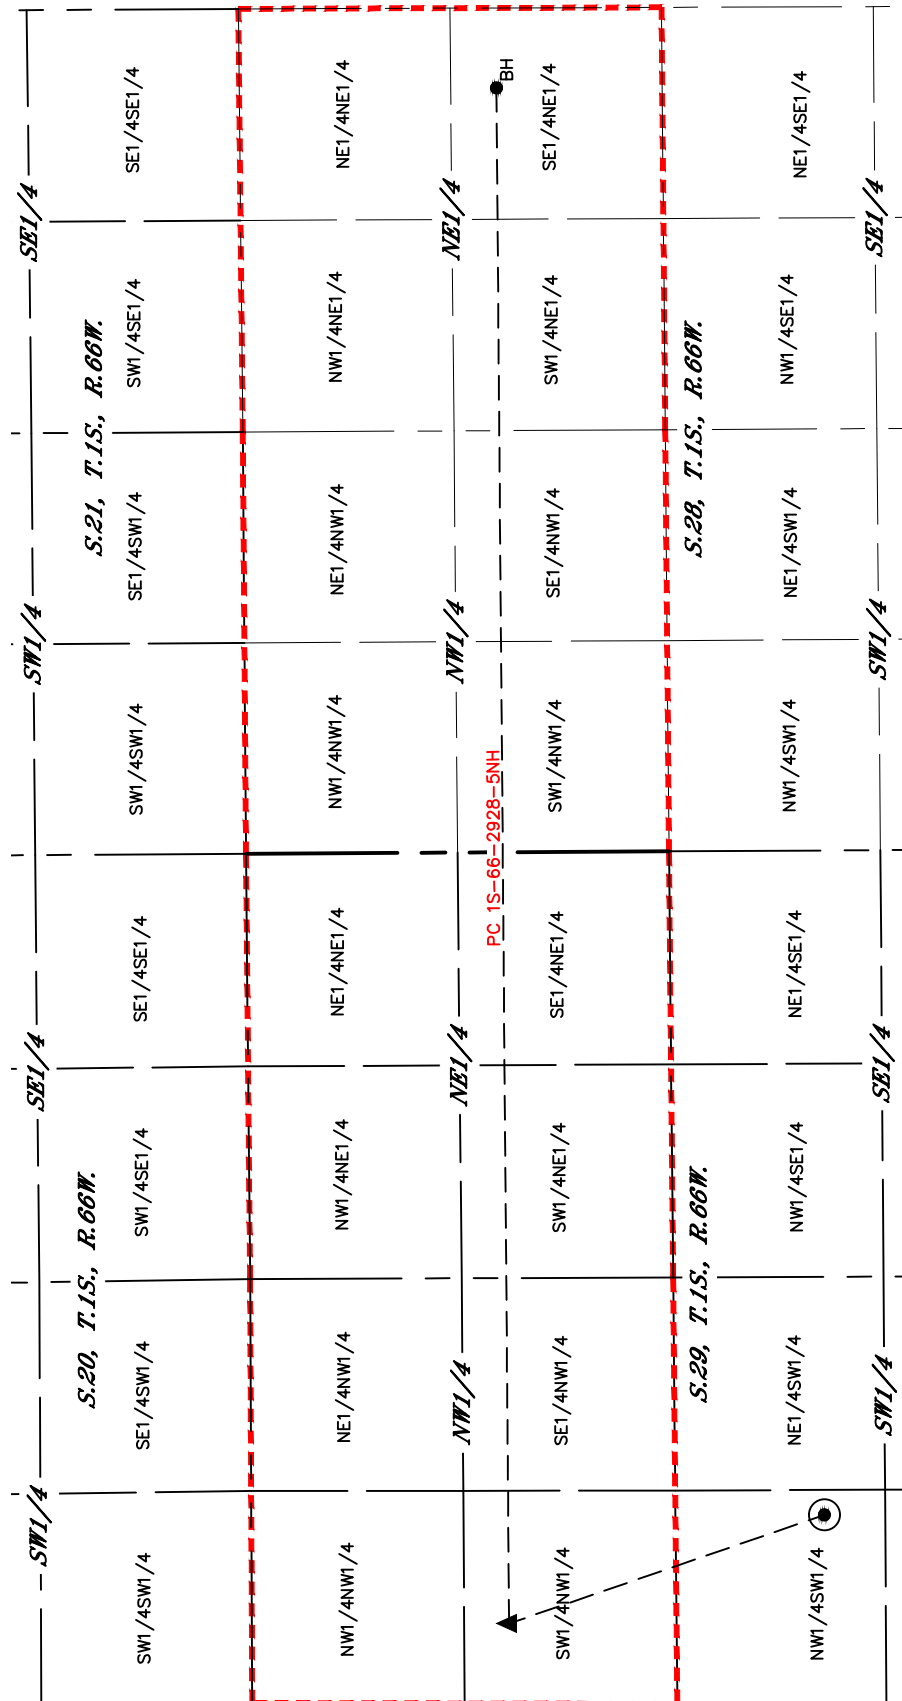 SW1/4
SE1/4
SW1/4
SE1/4
S.20, T.1S., R.66W.
S.21, T.1S., R.66W.
SW1/4SW1/4
SE1/4SW1/4
SW1/4SE1/4
SE1/4SE1/4
SW1/4SW1/4
SE1/4SW1/4
SW1/4SE1/4
SE1/4SE1/4
NW1/4NW1/4
NE1/4NW1/4
NW1/4NE1/4
NE1/4NE1/4
NW1/4NW1/4
NE1/4NW1/4
NW1/4NE1/4
NE1/4NE1/4
NW1/4
NE1/4
NW1/4
NE1/4
PC 1S-66-2928-5NH
BH
SW1/4NW1/4
SE1/4NW1/4
SW1/4NE1/4
SE1/4NE1/4
SW1/4NW1/4
SE1/4NW1/4
SW1/4NE1/4
SE1/4NE1/4
S.29, T.1S., R.66W.
S.28, T.1S., R.66W.
NW1/4SW1/4
NE1/4SW1/4
NW1/4SE1/4
NE1/4SE1/4
NW1/4SW1/4
NE1/4SW1/4
NW1/4SE1/4
NE1/4SE1/4
SW1/4
SE1/4
SW1/4
SE1/4